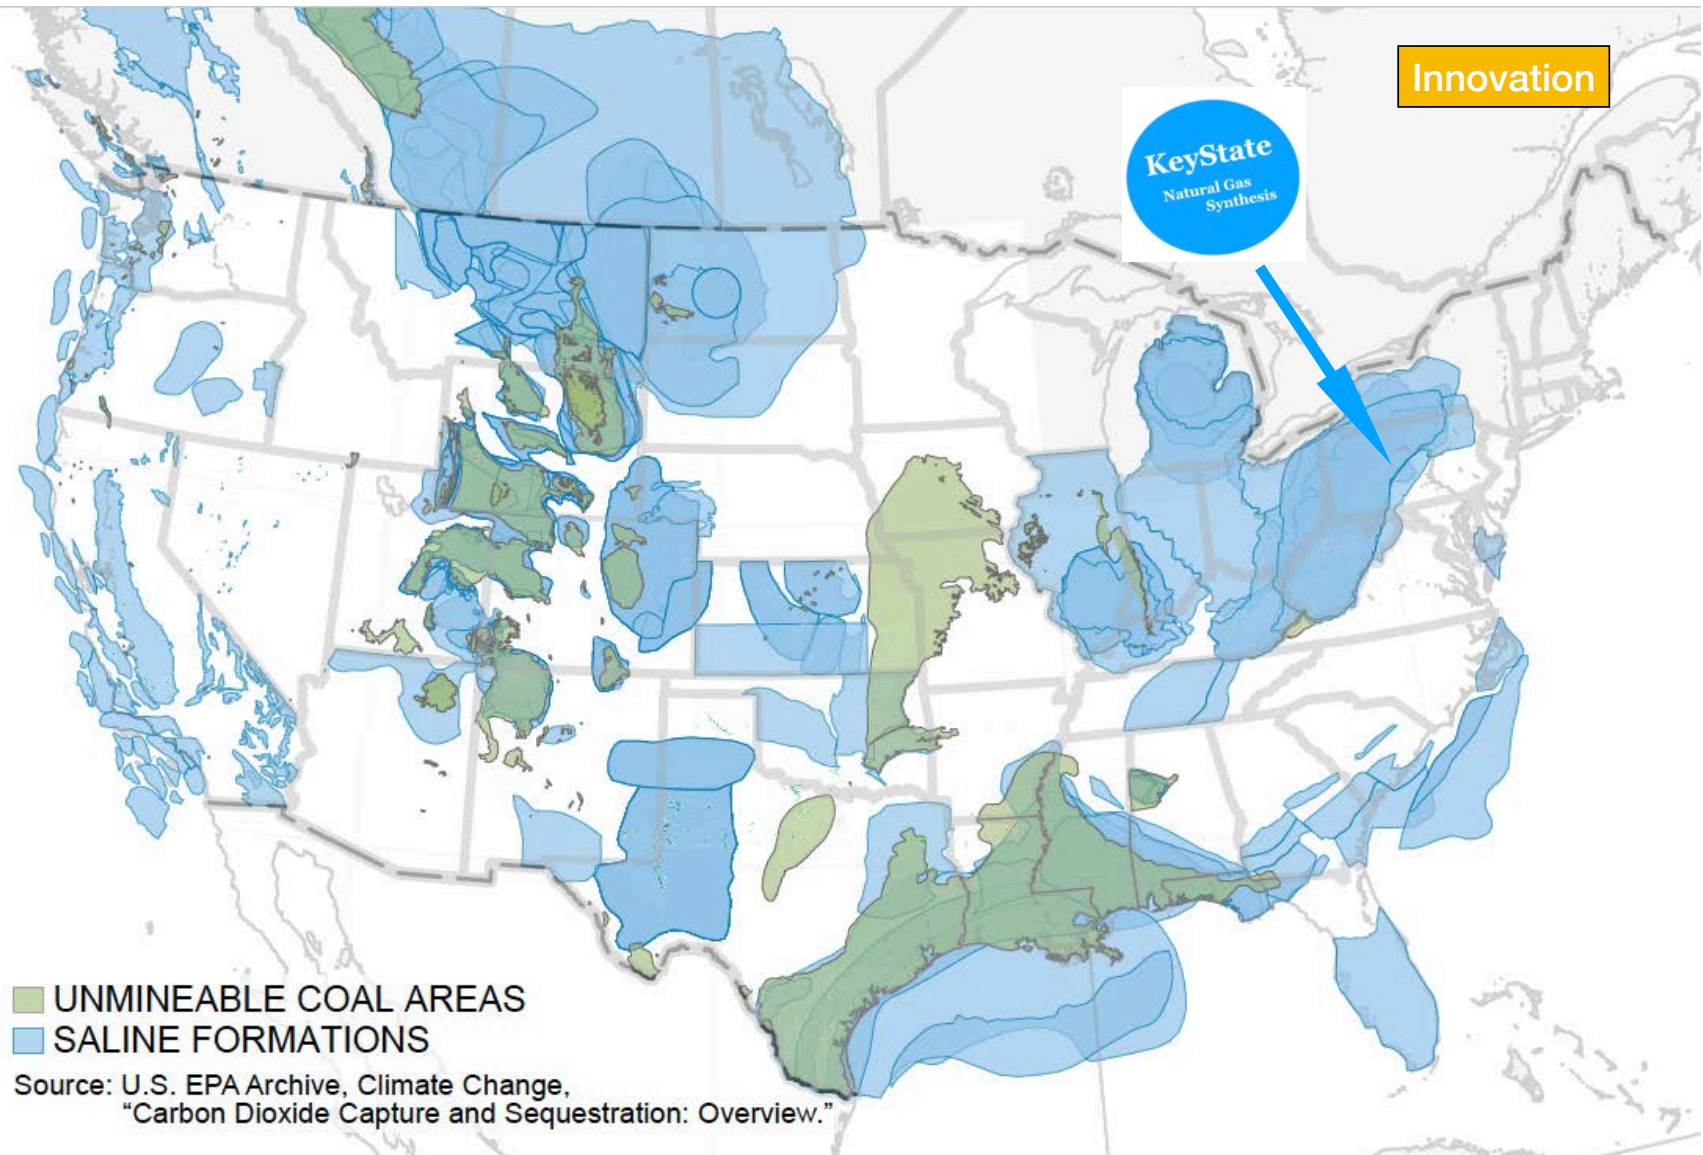 Innovation
KeyState
Natural Gas
Synthesis
UNMINEABLE COAL AREAS
SALINE FORMATIONS
Source: U.S. EPA Archive, Climate Change,
“Carbon Dioxide Capture and Sequestration: Overview.”